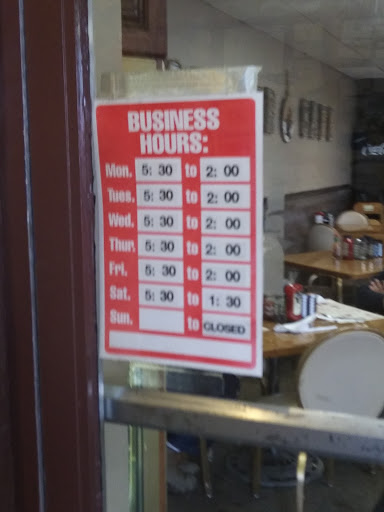 BUSINESS
HOURS:
Mon. 5: 30 to 2: 00
Tues. 5: 30 to 2: 00
Wed. 5: 30 to 2: 00
Thur. 5: 30 to 2: 00
Fri. 5: 30 to 2: 00
Sat. 5: 30 to 1: 30
Sun. to CLOSED